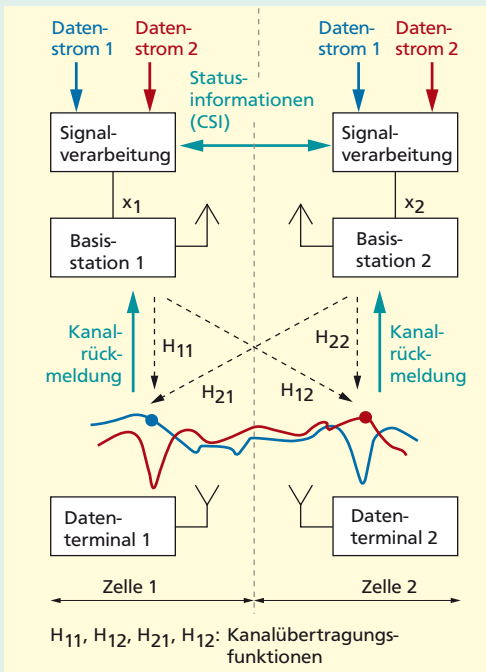 Daten-
strom 1
Daten-
strom 2
Daten-
strom 1
Daten-
strom 2
Status-
informationen
(CSI)
Signal-
verarbeitung
Signal-
verarbeitung
x1
x2
Basis-
station 1
Basis-
station 2
Kanal-
rück-
meldung
H11
H22
Kanal-
rück-
meldung
H21
H12
Daten-
terminal 1
Daten-
terminal 2
Zelle 1
Zelle 2
H11, H12, H21, H12: Kanalübertragungs-
funktionen